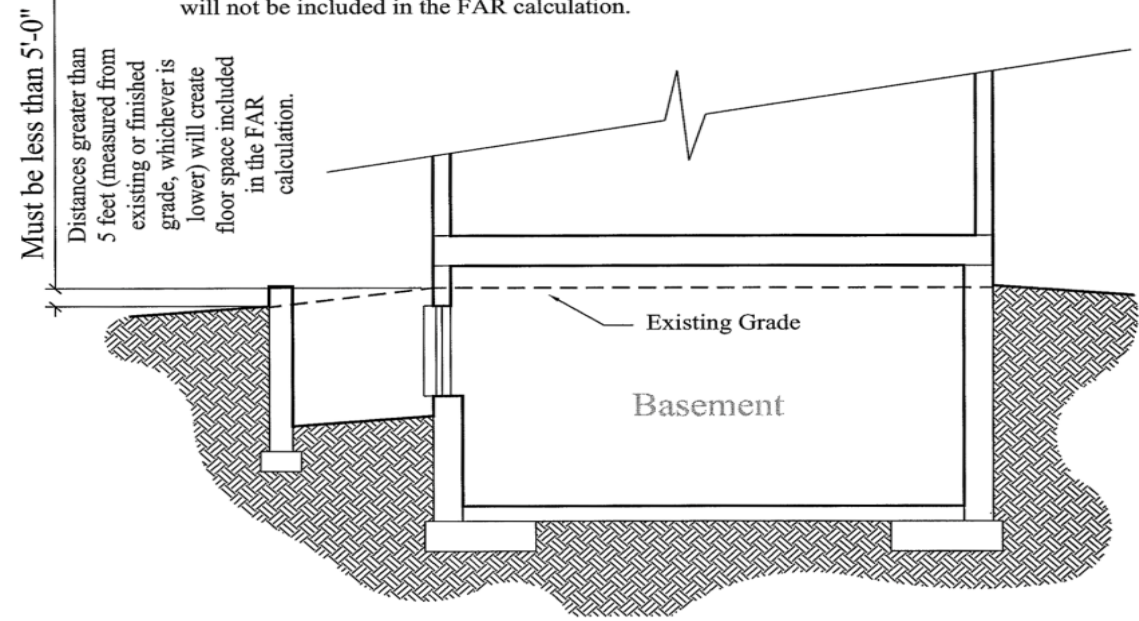 will not be included in the FAR calculation.
Must be less than 5'-0"
Distances greater than
5 feet (measured from
existing or finished
grade, whichever is
lower) will create
floor space included
in the FAR
calculation.
Existing Grade
Basement